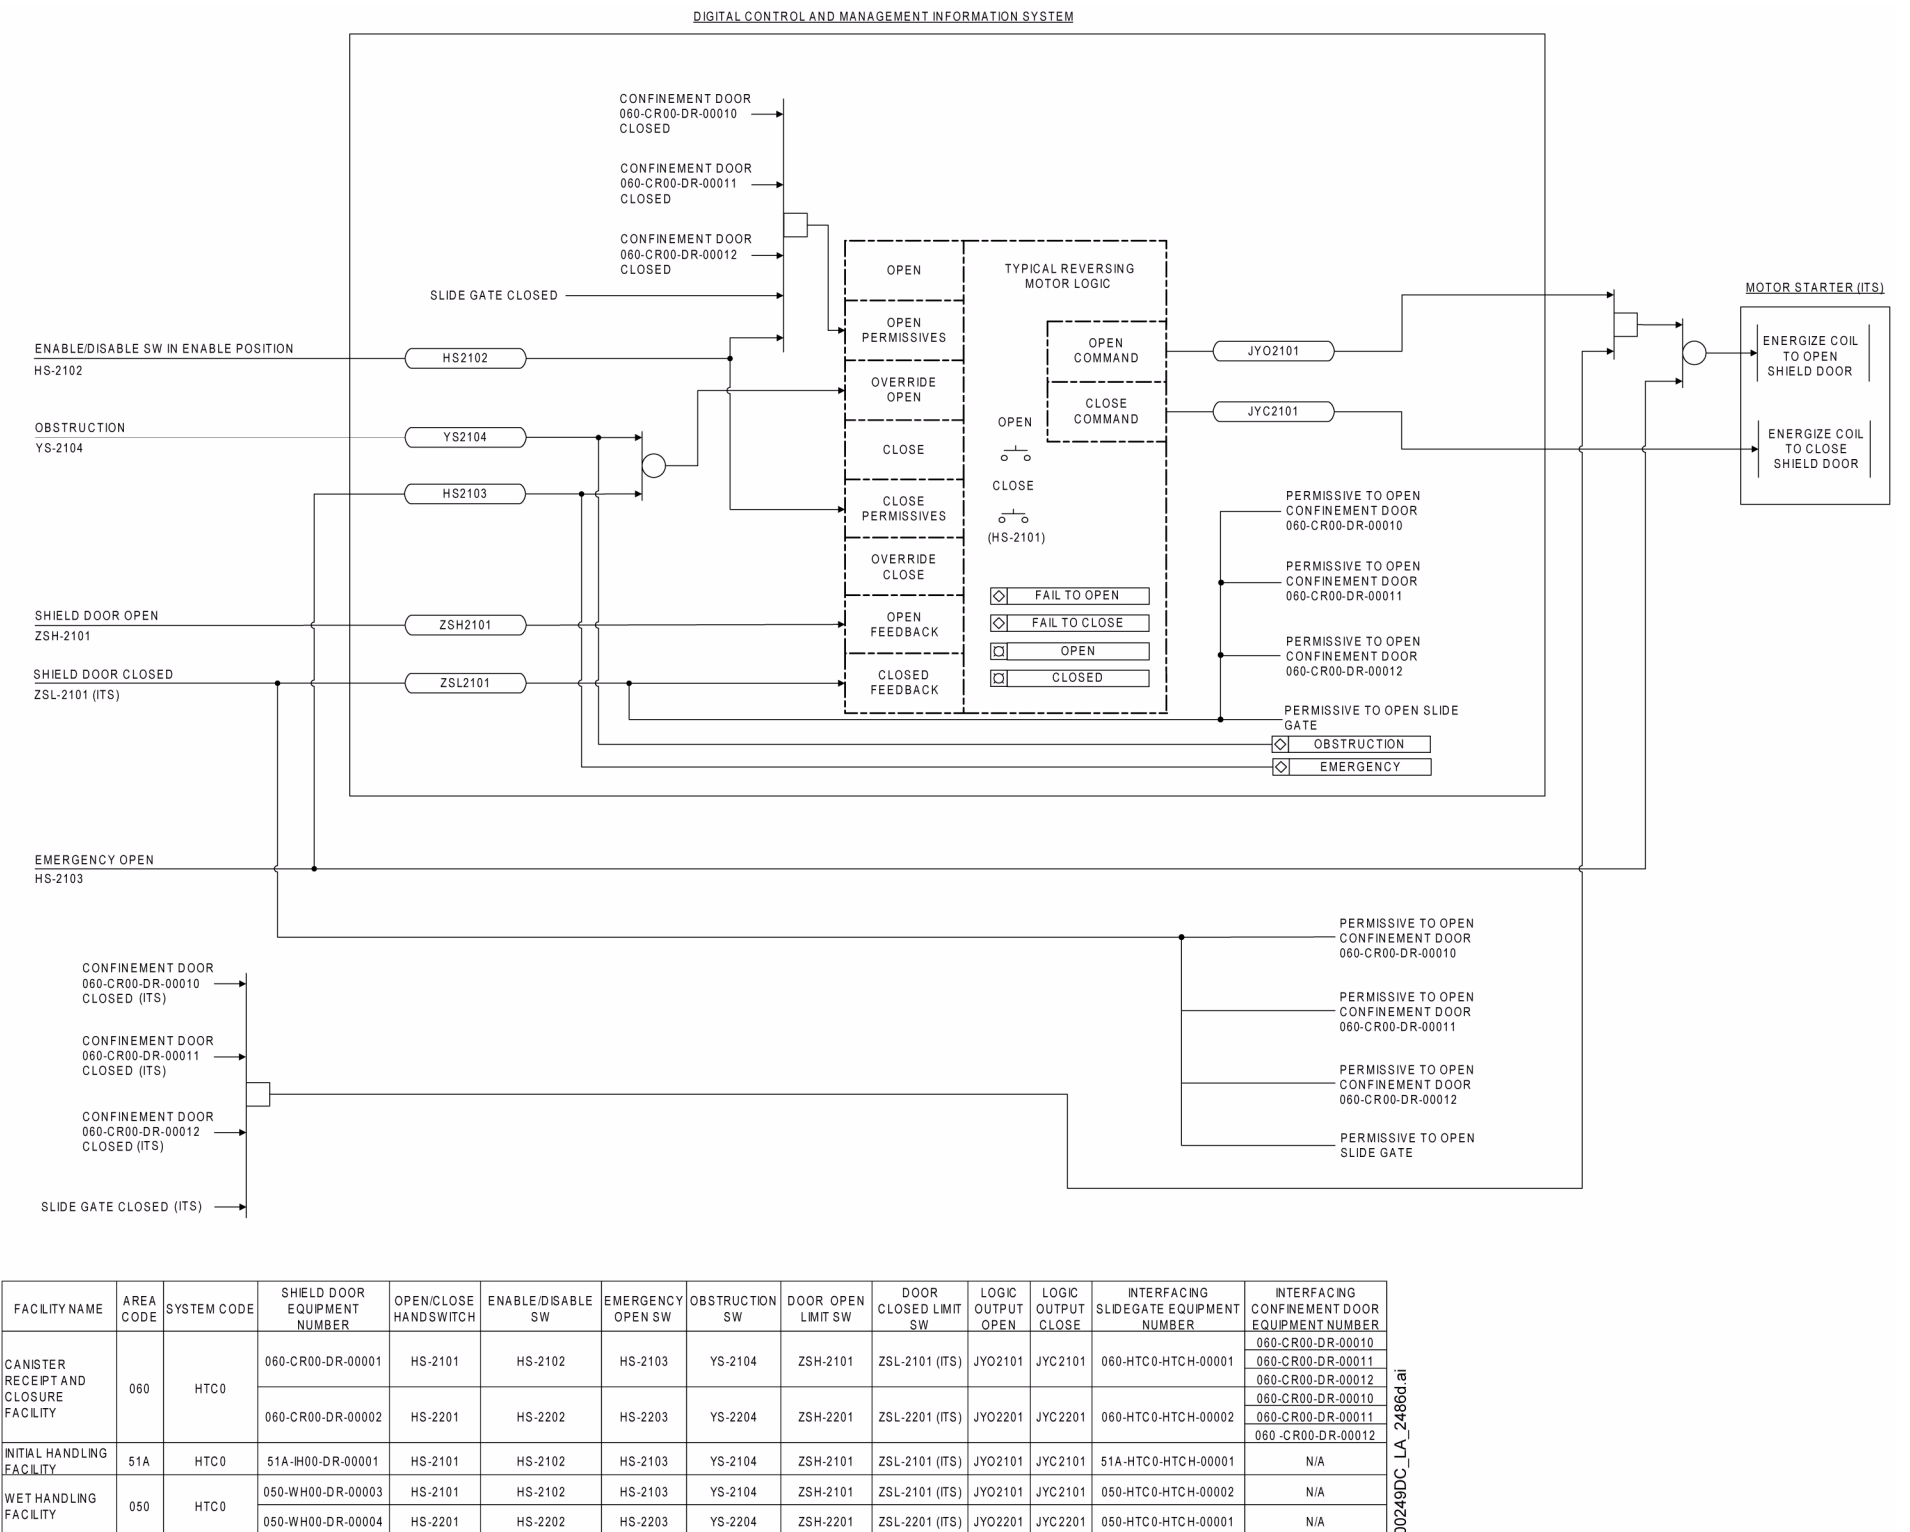 DIGITAL CONTROL AND MANAGEMENT INFORMATION SYSTEM
CONFINEMENT DOOR
060-CR00-DR-00010
CLOSED
CONFINEMENT DOOR
060-CR00-DR-00011
CLOSED
CONFINEMENT DOOR
060-CR00-DR-00012
CLOSED
SLIDE GATE CLOSED
ENABLE/DISABLE SW IN ENABLE POSITION
HS-2102
HS2102
OBSTRUCTION
YS-2104
YS2104
HS2103
SHIELD DOOR OPEN
ZSH-2101
ZSH2101
SHIELD DOOR CLOSED
ZSL-2101 (ITS)
ZSL2101
OPEN
OPEN
PERMISSIVES
OVERRIDE
OPEN
CLOSE
CLOSE
PERMISSIVES
OVERRIDE
CLOSE
OPEN
FEEDBACK
CLOSED
FEEDBACK
TYPICAL REVERSING
MOTOR LOGIC
OPEN
COMMAND
CLOSE
COMMAND
OPEN
CLOSE
(HS-2101)
FAIL TO OPEN
FAIL TO CLOSE
OPEN
CLOSED
JYO2101
JYC2101
MOTOR STARTER (ITS)
ENERGIZE COIL
TO OPEN
SHIELD DOOR
ENERGIZE COIL
TO CLOSE
SHIELD DOOR
PERMISSIVE TO OPEN
CONFINEMENT DOOR
060-CR00-DR-00010
PERMISSIVE TO OPEN
CONFINEMENT DOOR
060-CR00-DR-00011
PERMISSIVE TO OPEN
CONFINEMENT DOOR
060-CR00-DR-00012
PERMISSIVE TO OPEN SLIDE
GATE
OBSTRUCTION
EMERGENCY
EMERGENCY OPEN
HS-2103
PERMISSIVE TO OPEN
CONFINEMENT DOOR
060-CR00-DR-00010
PERMISSIVE TO OPEN
CONFINEMENT DOOR
060-CR00-DR-00011
PERMISSIVE TO OPEN
CONFINEMENT DOOR
060-CR00-DR-00012
PERMISSIVE TO OPEN
SLIDE GATE
CONFINEMENT DOOR
060-CR00-DR-00010
CLOSED (ITS)
CONFINEMENT DOOR
060-CR00-DR-00011
CLOSED (ITS)
CONFINEMENT DOOR
060-CR00-DR-00012
CLOSED (ITS)
SLIDE GATE CLOSED (ITS)
FACILITY NAME
AREA
CODE
SYSTEM CODE
SHIELD DOOR
EQUIPMENT
NUMBER
OPEN/CLOSE
HANDSWITCH
ENABLE/DISABLE
SW
EMERGENCY
OPEN SW
OBSTRUCTION
SW
DOOR OPEN
LIMIT SW
DOOR
CLOSED LIMIT
SW
LOGIC
OUTPUT
OPEN
LOGIC
OUTPUT
CLOSE
INTERFACING
SLIDEGATE EQUIPMENT
NUMBER
INTERFACING
CONFINEMENT DOOR
EQUIPMENT NUMBER
CANISTER
RECEIPT AND
CLOSURE
FACILITY
060
HTC0
060-CR00-DR-00001
HS-2101
HS-2102
HS-2103
YS-2104
ZSH-2101
ZSL-2101 (ITS)
JYO2101
JYC2101
060-HTC0-HTCH-00001
060-CR00-DR-00010
060-CR00-DR-00011
060-CR00-DR-00012
060-CR00-DR-00002
HS-2201
HS-2202
HS-2203
YS-2204
ZSH-2201
ZSL-2201 (ITS)
JYO2201
JYC2201
060-HTC0-HTCH-00002
060-CR00-DR-00010
060-CR00-DR-00011
060 -CR00-DR-00012
INITIAL HANDLING
FACILITY
51A
HTC0
51A-IH00-DR-00001
HS-2101
HS-2102
HS-2103
YS-2104
ZSH-2101
ZSL-2101 (ITS)
JYO2101
JYC2101
51A-HTC0-HTCH-00001
N/A
WET HANDLING
FACILITY
050
HTC0
050-WH00-DR-00003
HS-2101
HS-2102
HS-2103
YS-2104
ZSH-2101
ZSL-2101 (ITS)
JYO2101
JYC2101
050-HTC0-HTCH-00002
N/A
050-WH00-DR-00004
HS-2201
HS-2202
HS-2203
YS-2204
ZSH-2201
ZSL-2201 (ITS)
JYO2201
JYC2201
050-HTC0-HTCH-00001
N/A
00249DC_LA_2486d.ai